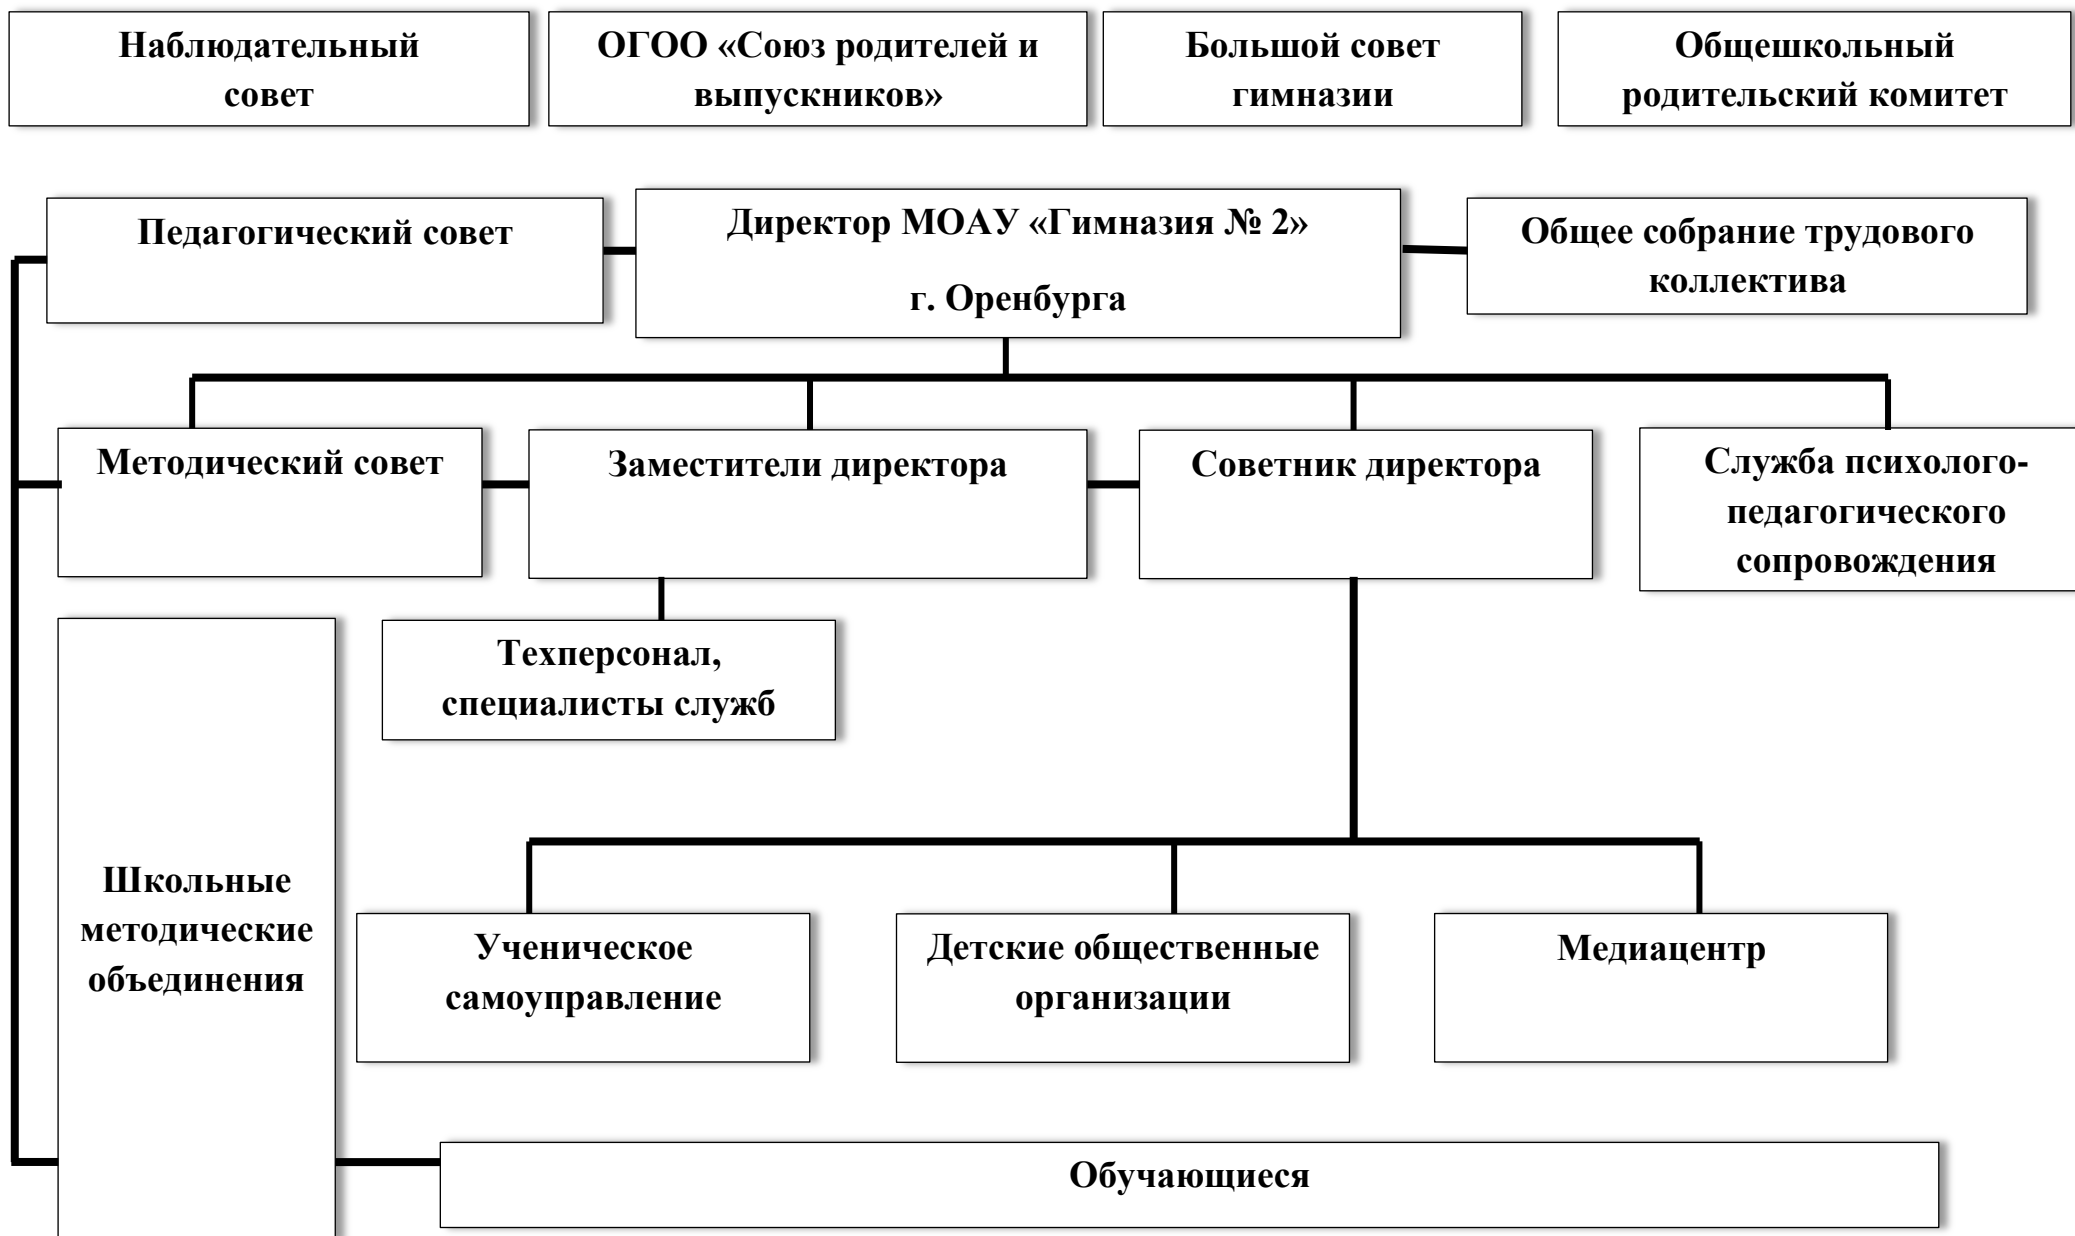 Наблюдательный
совет
ОГОО «Союз родителей и
выпускников»
Большой совет
гимназии
Общешкольный
родительский комитет
Педагогический совет
Директор МОАУ «Гимназия № 2»
г. Оренбурга
Общее собрание трудового
коллектива
Методический совет
Заместители директора
Советник директора
Служба психолого-
педагогического
сопровождения
Техперсонал,
специалисты служб
Школьные
методические
объединения
Ученическое
самоуправление
Детские общественные
организации
Медиацентр
Обучающиеся